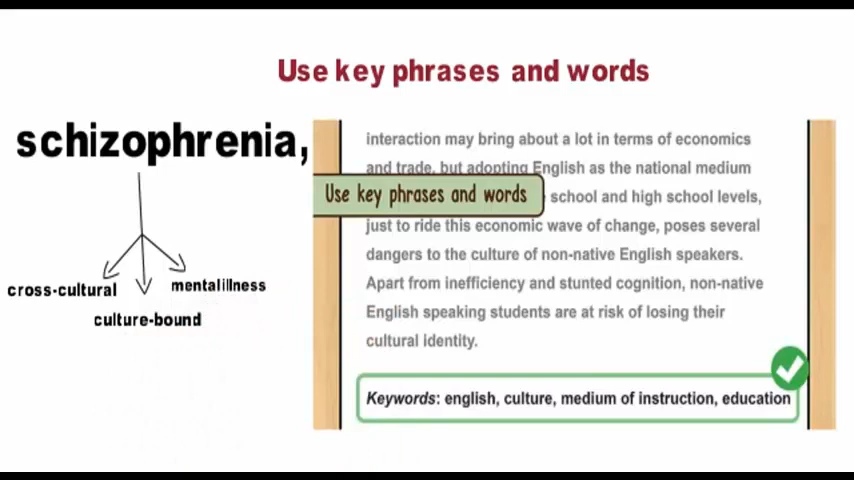 Use key phrases and words
schizophrenia,
cross-cultural
mental illness
culture-bound
interaction may bring about a lot in terms of economics
and trade, but adopting English as the national medium
Use key phrases and words
school and high school levels,
just to ride this economic wave of change, poses several
dangers to the culture of non-native English speakers.
Apart from inefficiency and stunted cognition, non-native
English speaking students are at risk of losing their
cultural identity.
Keywords: english, culture, medium of instruction, education